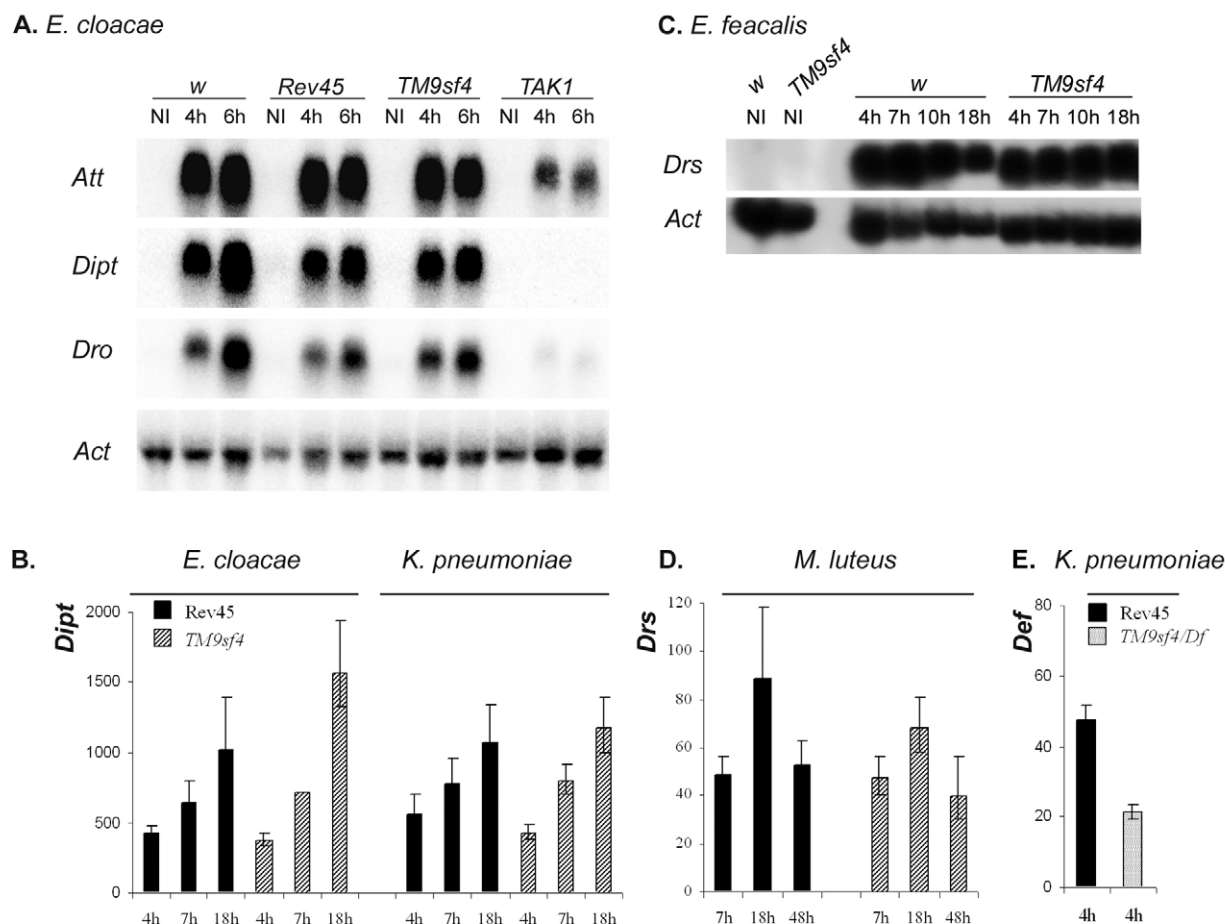 A. E. cloacae
w Rev45 TM9sf4 TAK1
NI 4h 6h NI 4h 6h NI 4h 6h NI 4h 6h
Att
Dipt
Dro
Act
C. E. feacalis
w TM9sf4 w TM9sf4
NI NI 4h 7h 10h 18h 4h 7h 10h 18h
Drs
Act
B. E. cloacae K. pneumoniae
Dipt
2000
1500
1000
500
0
Rev45
TM9sf4
4h 7h 18h 4h 7h 18h 4h 7h 18h 4h 7h 18h
D. M. luteus
Drs
120
100
80
60
40
20
0
7h 18h 48h 7h 18h 48h
E. K. pneumoniae
Def
80
60
40
20
0
Rev45
TM9sf4/Df
4h 4h